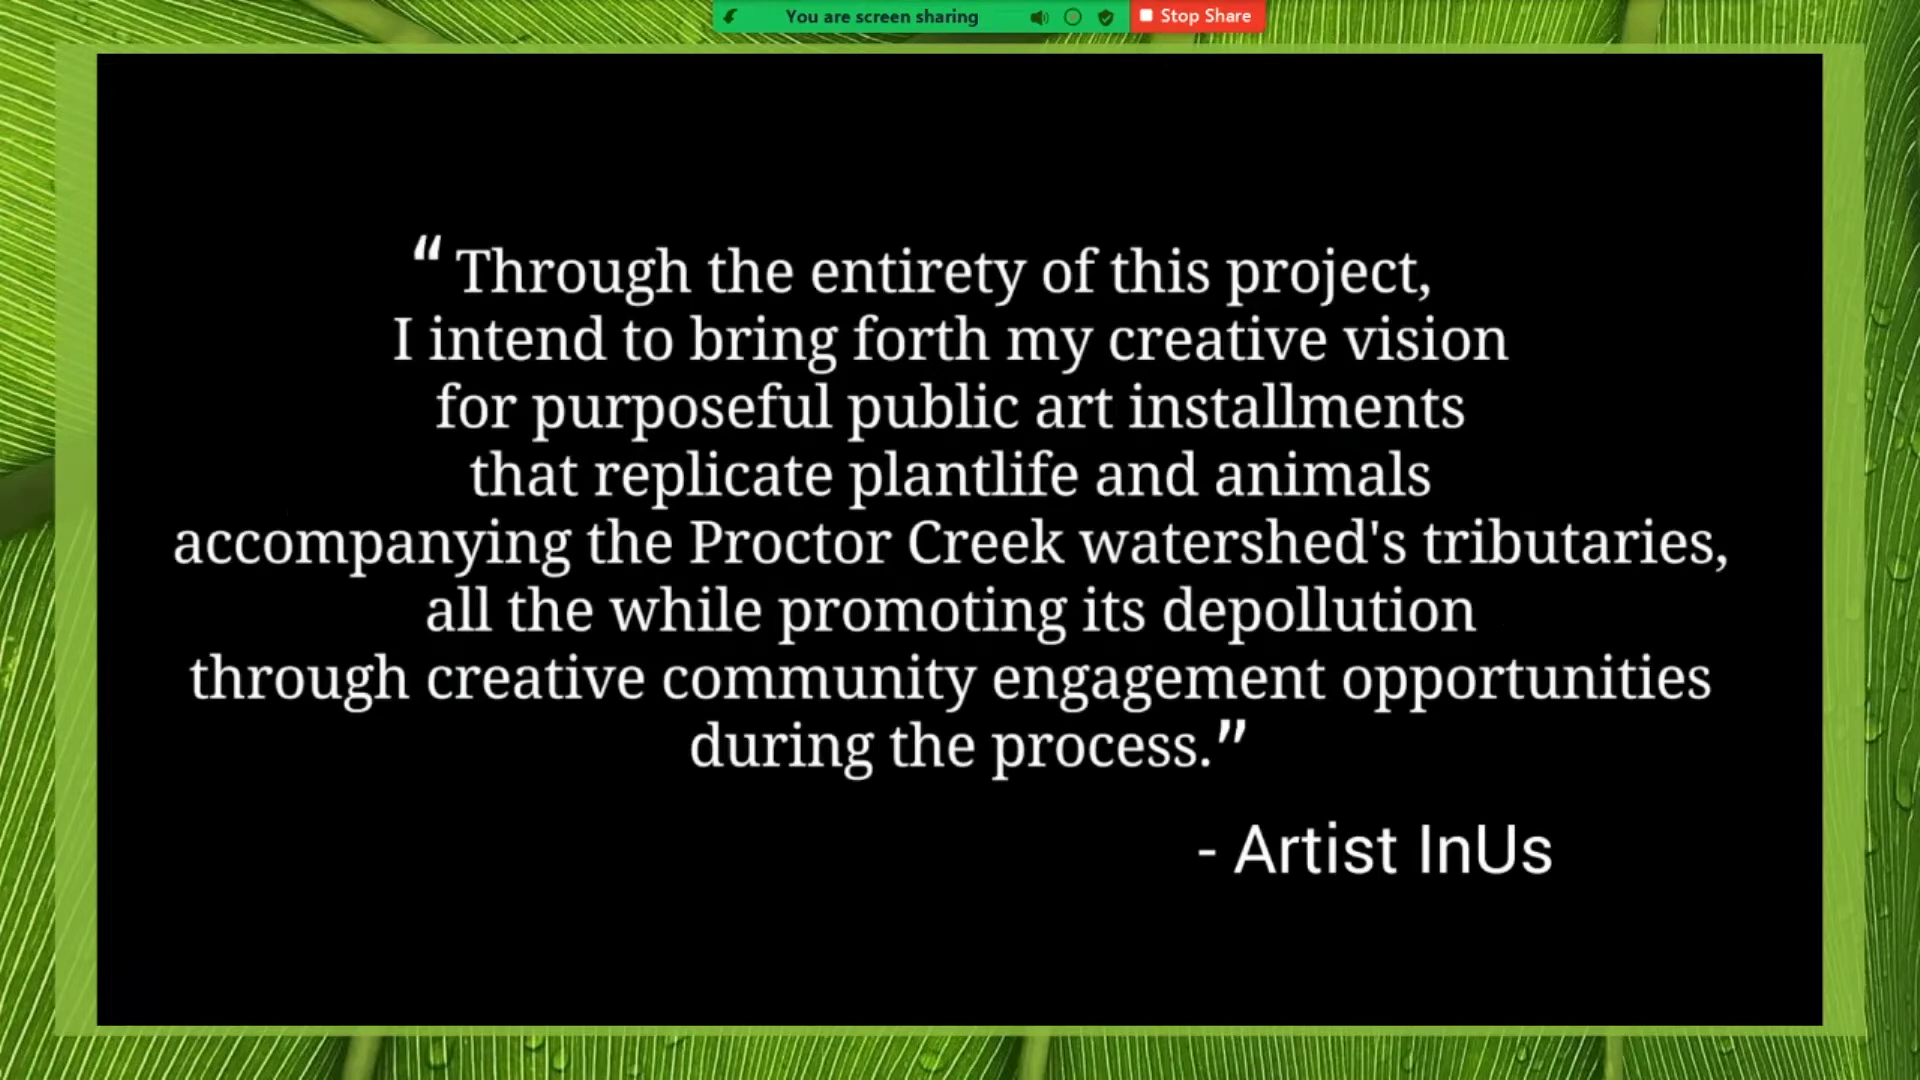 You are screen sharing Stop Share
“ Through the entirety of this project,
I intend to bring forth my creative vision
for purposeful public art installments
that replicate plantlife and animals
accompanying the Proctor Creek watershed's tributaries,
all the while promoting its depollution
through creative community engagement opportunities
during the process.”
- Artist InUs